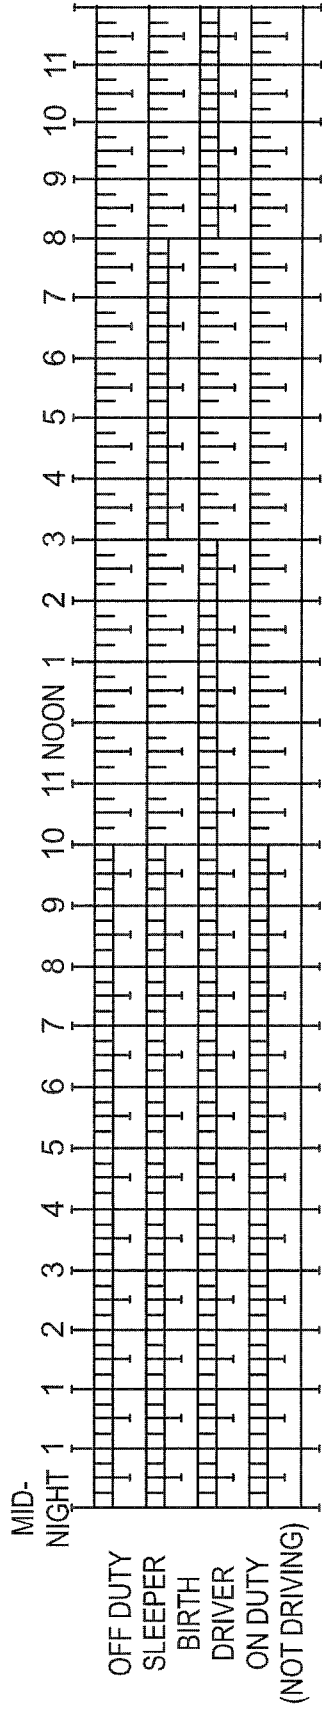 MID-
NIGHT 1 1 2 3 4 5 6 7 8 9 10 11 NOON 1 2 3 4 5 6 7 8 9 10 11
OFF DUTY
SLEEPER
BIRTH
DRIVER
ON DUTY
(NOT DRIVING)